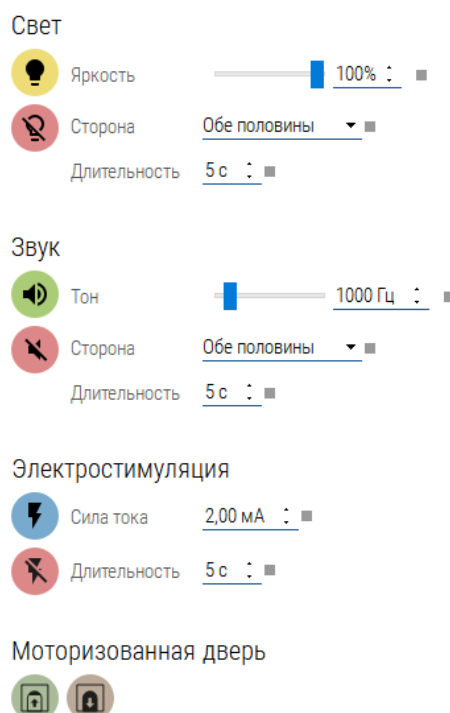 Свет
Яркость 100%
Сторона Обе половины
Длительность 5 с
Звук
Тон 1000 Гц
Сторона Обе половины
Длительность 5 с
Электростимуляция
Сила тока 2,00 мА
Длительность 5 с
Моторизованная дверь